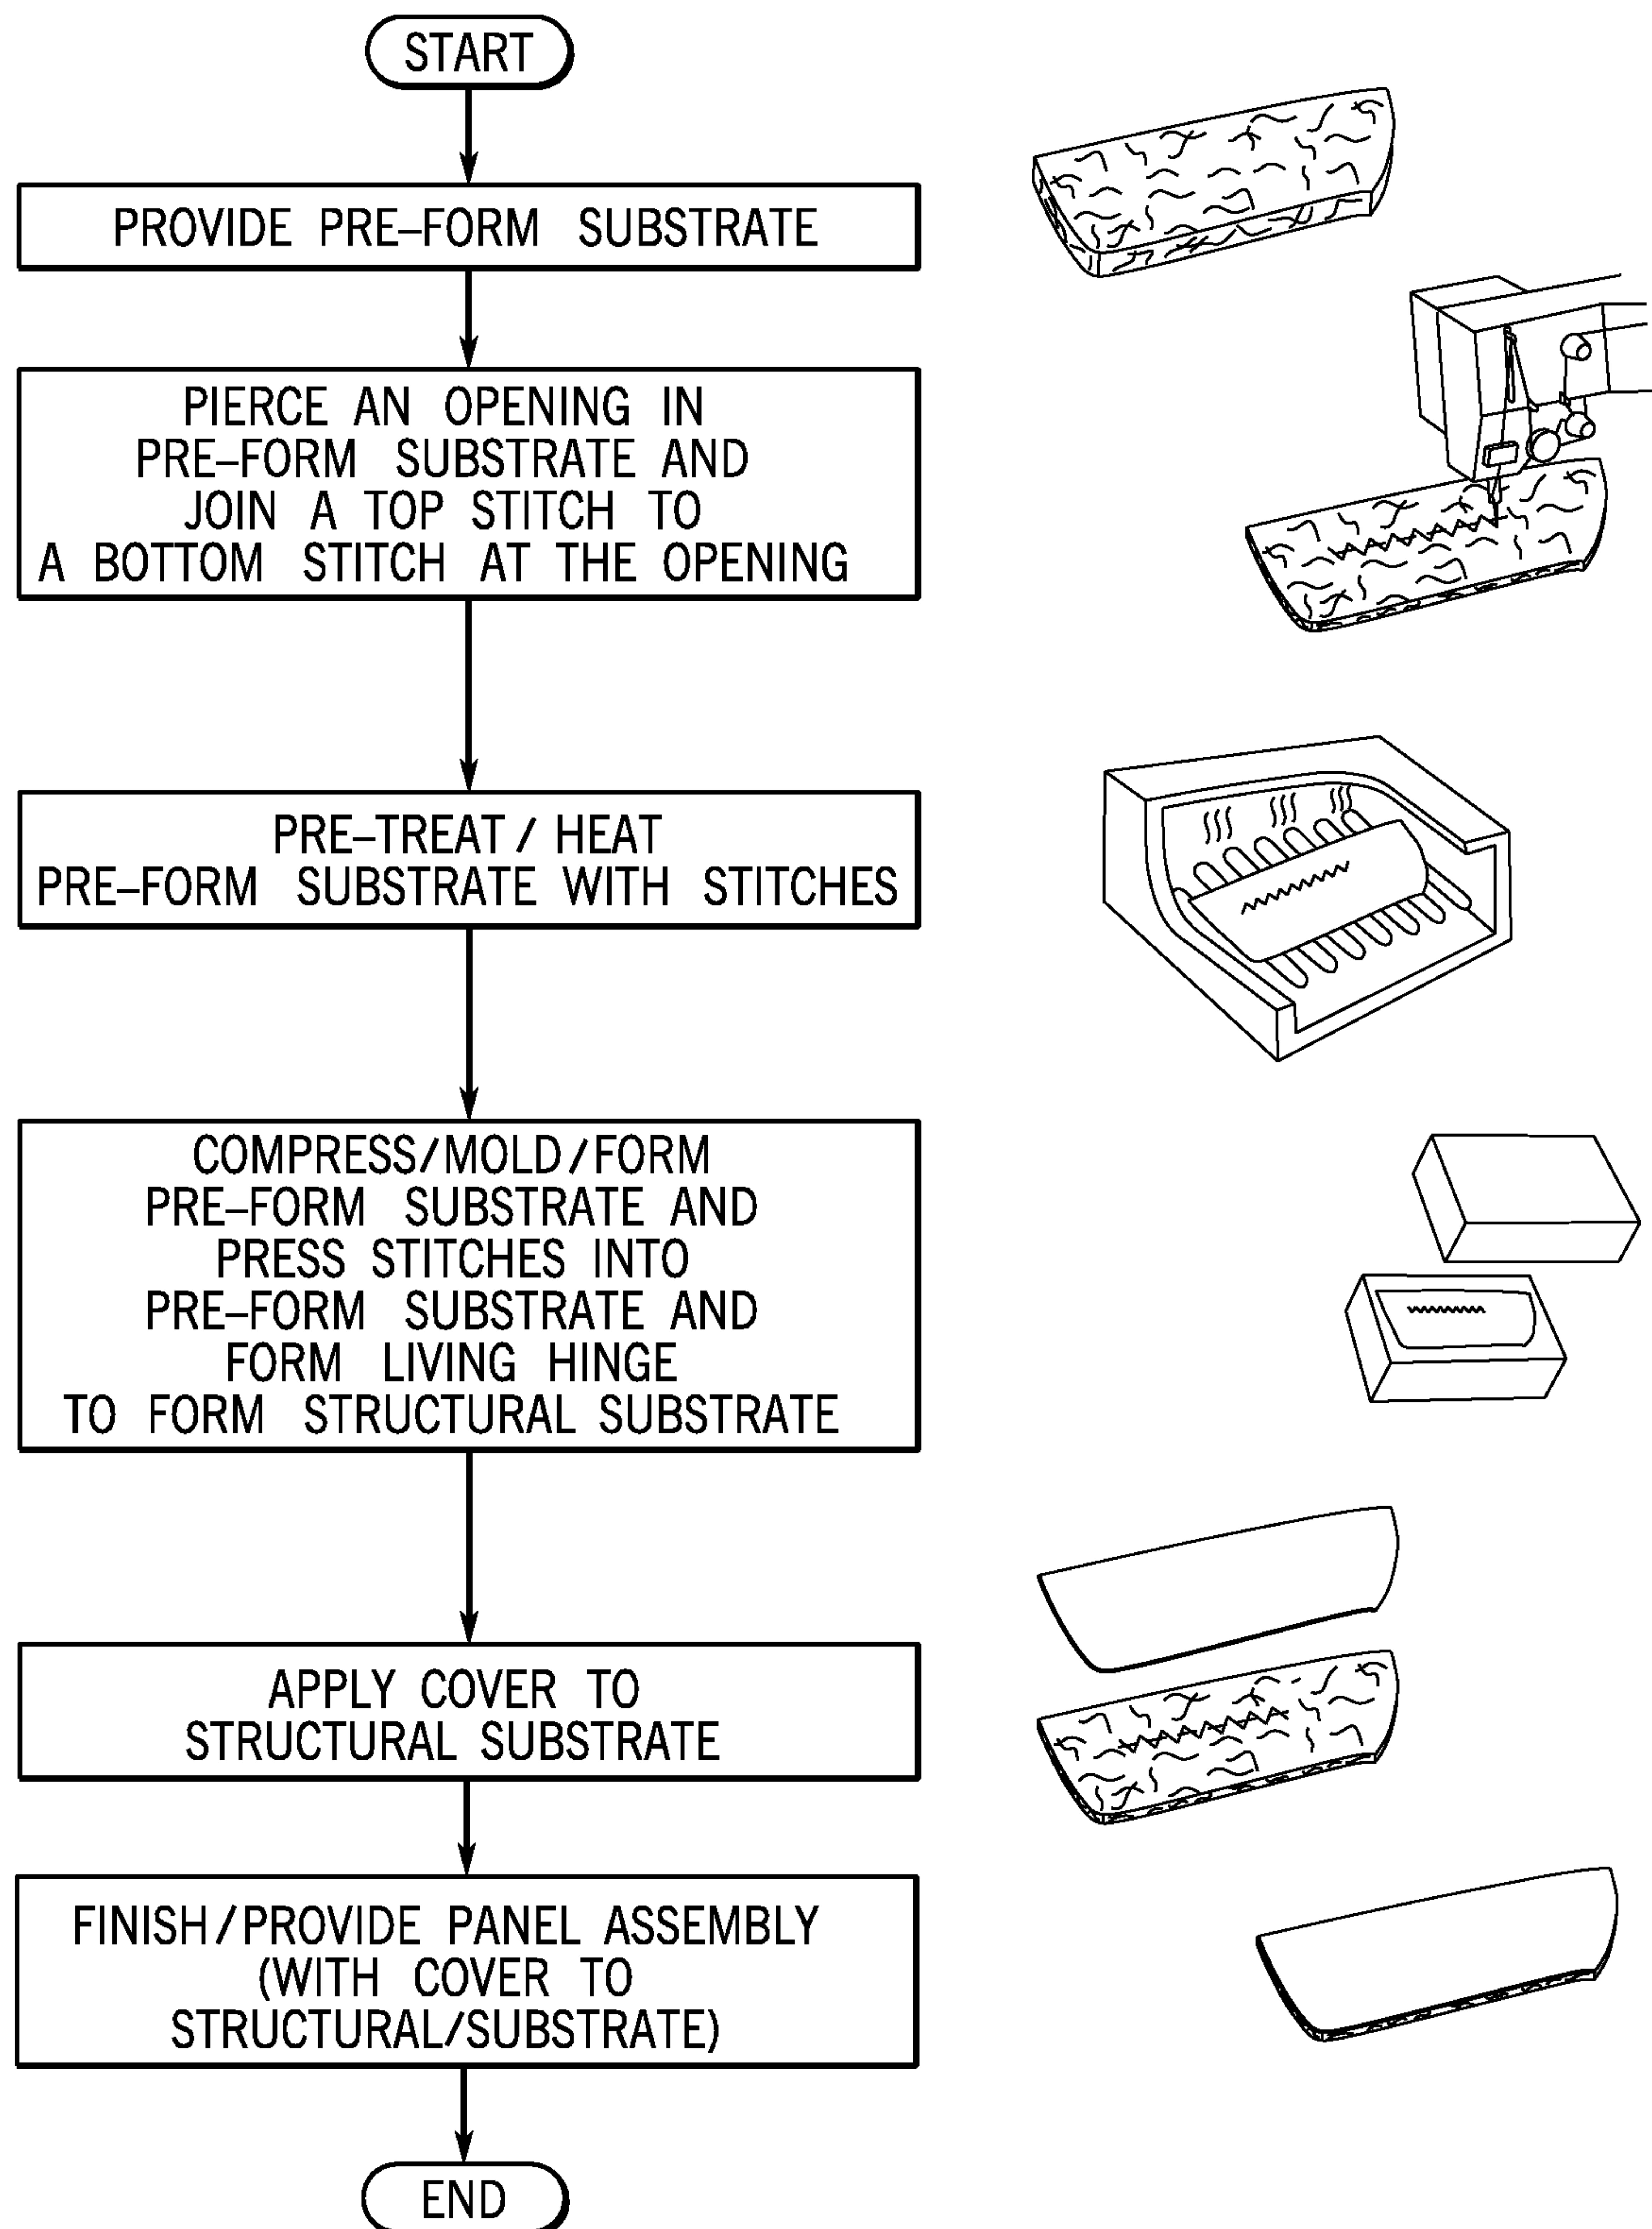 START
PROVIDE PRE–FORM SUBSTRATE
PIERCE AN OPENING IN
PRE–FORM SUBSTRATE AND
JOIN A TOP STITCH TO
A BOTTOM STITCH AT THE OPENING
PRE–TREAT / HEAT
PRE–FORM SUBSTRATE WITH STITCHES
COMPRESS/MOLD/FORM
PRE–FORM SUBSTRATE AND
PRESS STITCHES INTO
PRE–FORM SUBSTRATE AND
FORM LIVING HINGE
TO FORM STRUCTURAL SUBSTRATE
APPLY COVER TO
STRUCTURAL SUBSTRATE
FINISH/PROVIDE PANEL ASSEMBLY
(WITH COVER TO
STRUCTURAL/SUBSTRATE)
END